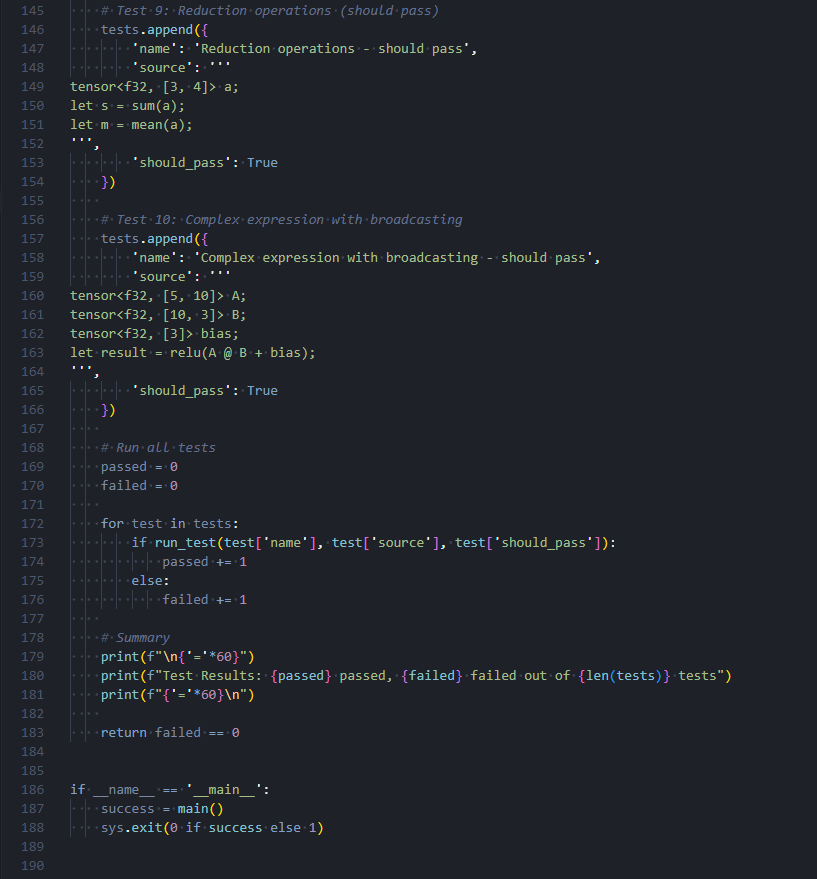 145     # Test 9: Reduction operations (should pass)
146     tests.append({
147         'name': 'Reduction operations - should pass',
148         'source': '''
149 tensor<f32, [3, 4]> a;
150 let s = sum(a);
151 let m = mean(a);
152 ''',
153         'should_pass': True
154     })
155
156     # Test 10: Complex expression with broadcasting
157     tests.append({
158         'name': 'Complex expression with broadcasting - should pass',
159         'source': '''
160 tensor<f32, [5, 10]> A;
161 tensor<f32, [10, 3]> B;
162 tensor<f32, [3]> bias;
163 let result = relu(A @ B + bias);
164 ''',
165         'should_pass': True
166     })
167
168     # Run all tests
169     passed = 0
170     failed = 0
171
172     for test in tests:
173         if run_test(test['name'], test['source'], test['should_pass']):
174             passed += 1
175         else:
176             failed += 1
177
178     # Summary
179     print(f"\n{'='*60}")
180     print(f"Test Results: {passed} passed, {failed} failed out of {len(tests)} tests")
181     print(f"{'='*60}\n")
182
183     return failed == 0
184
185
186 if __name__ == '__main__':
187     success = main()
188     sys.exit(0 if success else 1)
189
190